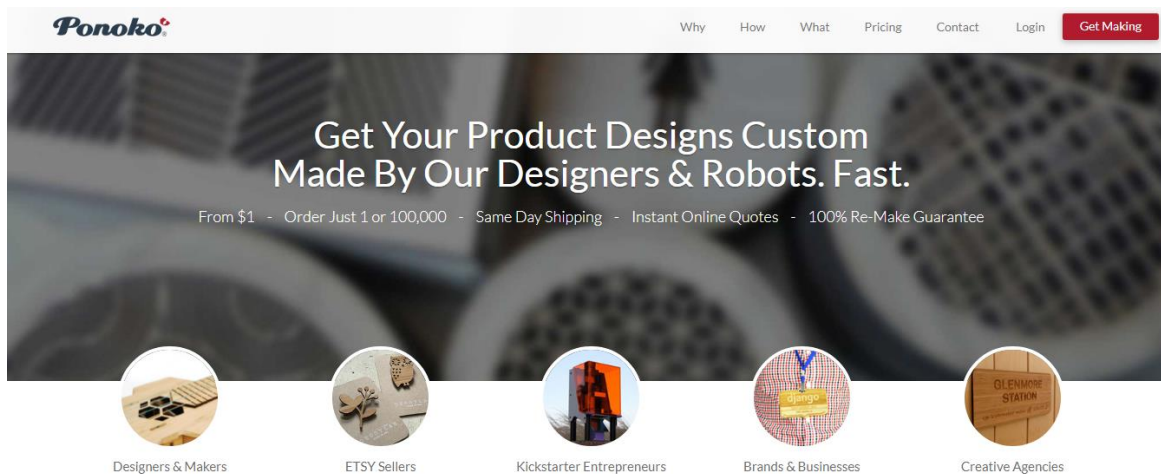 Ponoko
Why How What Pricing Contact Login Get Making
Get Your Product Designs Custom
Made By Our Designers & Robots. Fast.
From $1 - Order Just 1 or 100,000 - Same Day Shipping - Instant Online Quotes - 100% Re-Make Guarantee
django
GLENMORE
STATION
Designers & Makers ETSY Sellers Kickstarter Entrepreneurs Brands & Businesses Creative Agencies